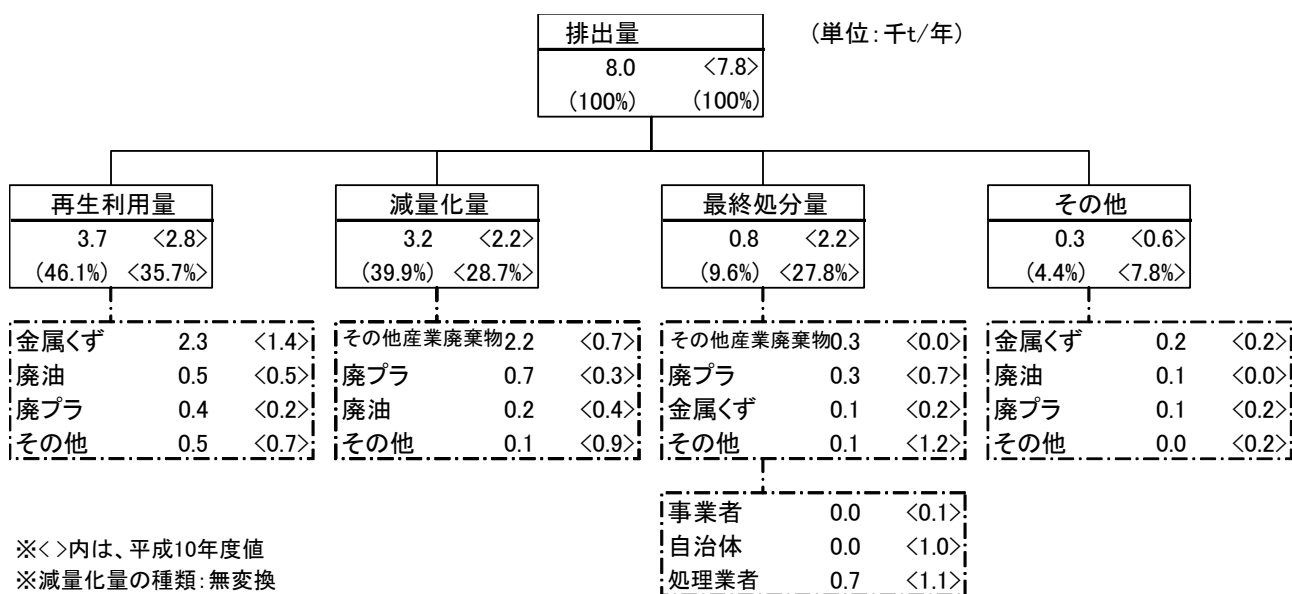 排出量
(単位:千t/年)
8.0 <7.8>
(100%) (100%)
再生利用量
3.7 <2.8>
(46.1%) <35.7%>
減量化量
3.2 <2.2>
(39.9%) <28.7%>
最終処分量
0.8 <2.2>
(9.6%) <27.8%>
その他
0.3 <0.6>
(4.4%) <7.8%>
金属くず 2.3 <1.4>
廃油 0.5 <0.5>
廃プラ 0.4 <0.2>
その他 0.5 <0.7>
その他産業廃棄物 2.2 <0.7>
廃プラ 0.7 <0.3>
廃油 0.2 <0.4>
その他 0.1 <0.9>
その他産業廃棄物 0.3 <0.0>
廃プラ 0.3 <0.7>
金属くず 0.1 <0.2>
その他 0.1 <1.2>
金属くず 0.2 <0.2>
廃油 0.1 <0.0>
廃プラ 0.1 <0.2>
その他 0.0 <0.2>
事業者 0.0 <0.1>
自治体 0.0 <1.0>
処理業者 0.7 <1.1>
※< >内は、平成10年度値
※減量化量の種類:無変換